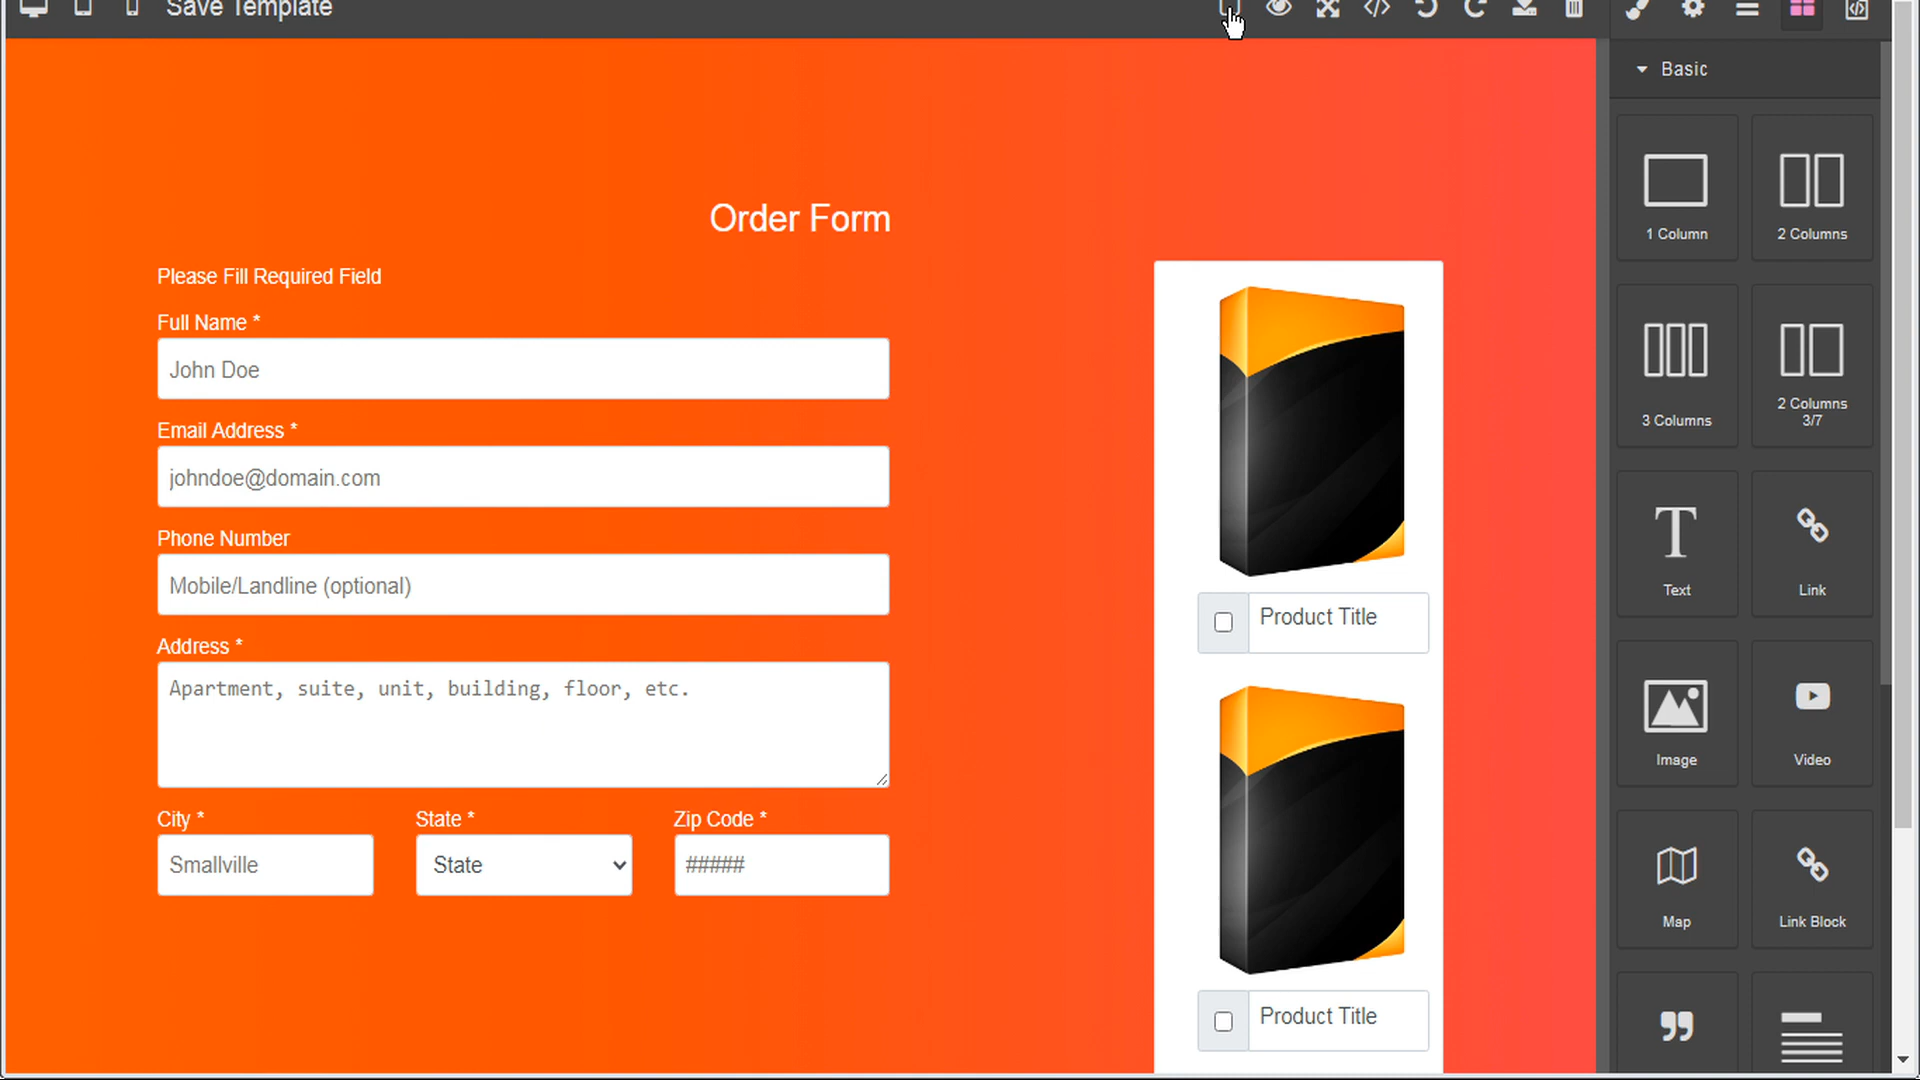 Save Template
Basic
1 Column
2 Columns
3 Columns
2 Columns
3/7
Text
Link
Image
Video
Map
Link Block
Order Form
Please Fill Required Field
Full Name *
John Doe
Email Address *
johndoe@domain.com
Phone Number
Mobile/Landline (optional)
Address *
Apartment, suite, unit, building, floor, etc.
City *
State *
Zip Code *
Smallville
State
#####
Product Title
Product Title